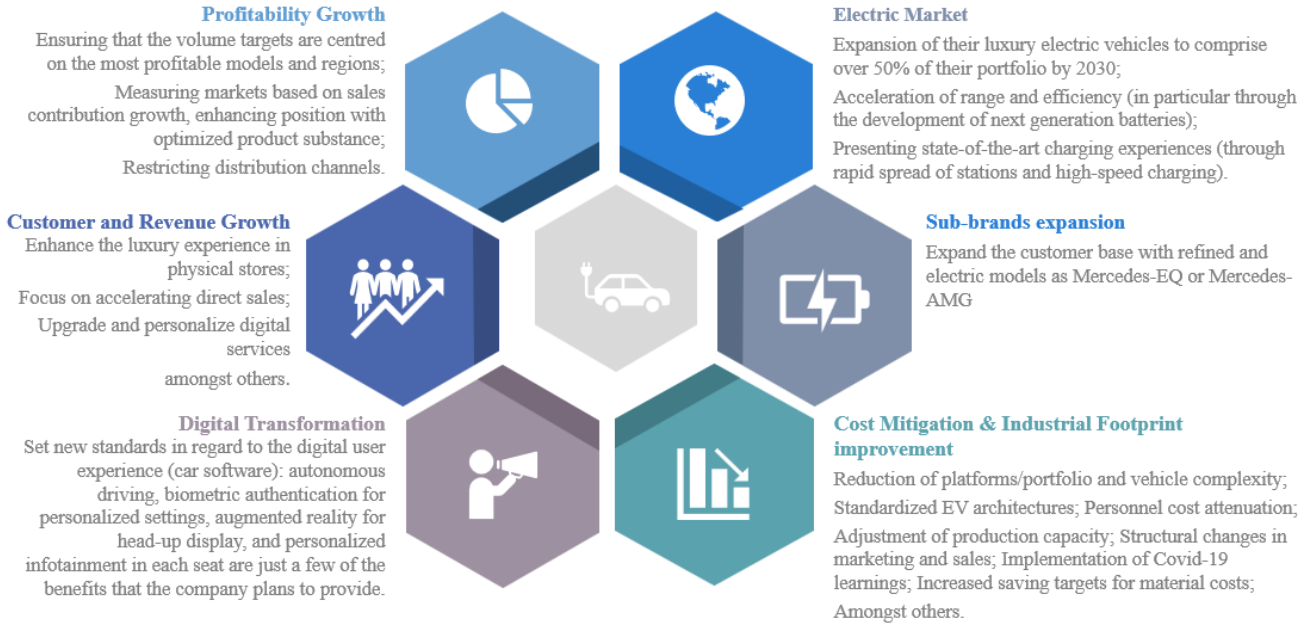 Profitability Growth
Ensuring that the volume targets are centred
on the most profitable models and regions;
Measuring markets based on sales
contribution growth, enhancing position with
optimized product substance;
Restricting distribution channels.
Electric Market
Expansion of their luxury electric vehicles to comprise
over 50% of their portfolio by 2030;
Acceleration of range and efficiency (in particular through
the development of next generation batteries);
Presenting state-of-the-art charging experiences (through
rapid spread of stations and high-speed charging).
Customer and Revenue Growth
Enhance the luxury experience in
physical stores;
Focus on accelerating direct sales;
Upgrade and personalize digital
services
amongst others.
Sub-brands expansion
Expand the customer base with refined and
electric models as Mercedes-EQ or Mercedes-
AMG
Digital Transformation
Set new standards in regard to the digital user
experience (car software): autonomous
driving, biometric authentication for
personalized settings, augmented reality for
head-up display, and personalized
infotainment in each seat are just a few of the
benefits that the company plans to provide.
Cost Mitigation & Industrial Footprint
improvement
Reduction of platforms/portfolio and vehicle complexity;
Standardized EV architectures; Personnel cost attenuation;
Adjustment of production capacity; Structural changes in
marketing and sales; Implementation of Covid-19
learnings; Increased saving targets for material costs;
Amongst others.